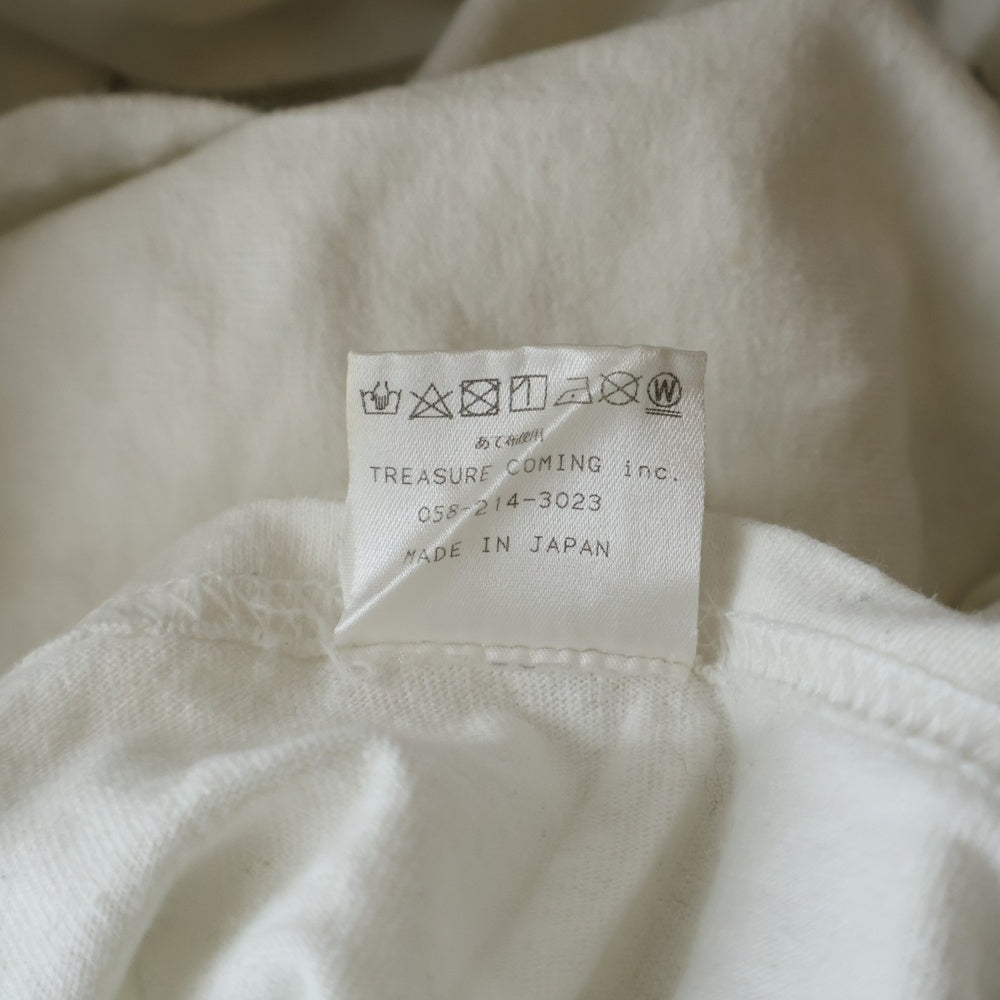 W
あて布使用
TREASURE COMING inc.
058-214-3023
MADE IN JAPAN